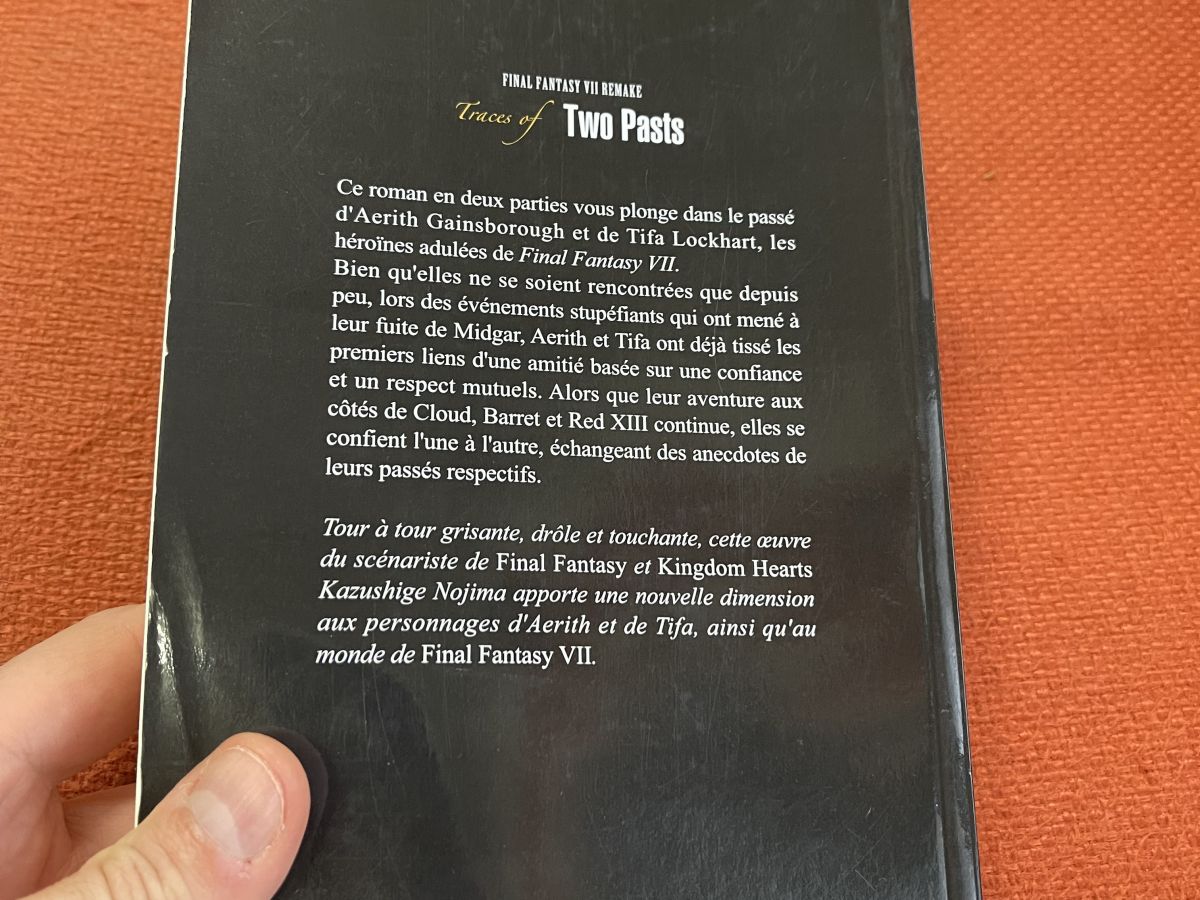 FINAL FANTASY VII REMAKE
Traces of Two Pasts
Ce roman en deux parties vous plonge dans le passé
d'Aerith Gainsborough et de Tifa Lockhart, les
héroïnes adulées de Final Fantasy VII.
Bien qu'elles ne se soient rencontrées que depuis
peu, lors des événements stupéfiants qui ont mené à
leur fuite de Midgar, Aerith et Tifa ont déjà tissé les
premiers liens d'une amitié basée sur une confiance
et un respect mutuels. Alors que leur aventure aux
côtés de Cloud, Barret et Red XIII continue, elles se
confient l'une à l'autre, échangeant des anecdotes de
leurs passés respectifs.
Tour à tour grisante, drôle et touchante, cette œuvre
du scénariste de Final Fantasy et Kingdom Hearts
Kazushige Nojima apporte une nouvelle dimension
aux personnages d'Aerith et de Tifa, ainsi qu'au
monde de Final Fantasy VII.